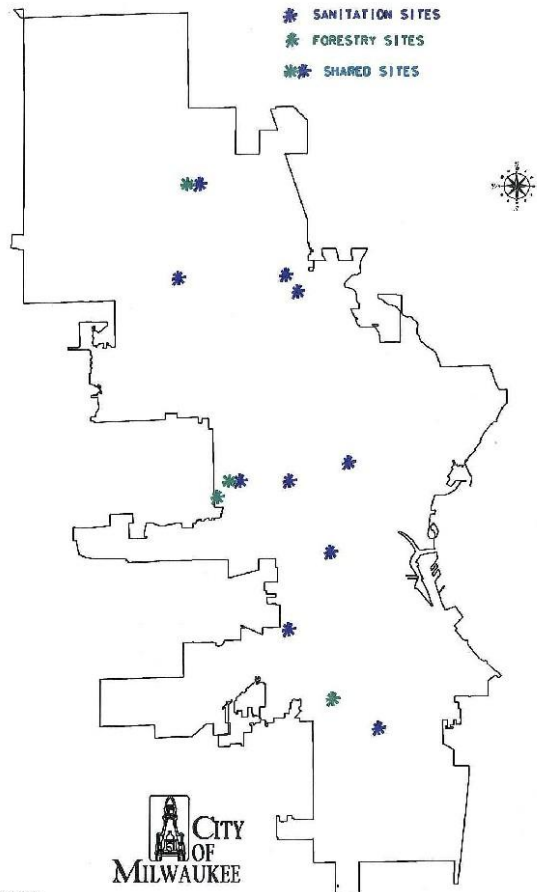 SANITATION SITES
FORESTRY SITES
SHARED SITES
CITY
OF
MILWAUKEE